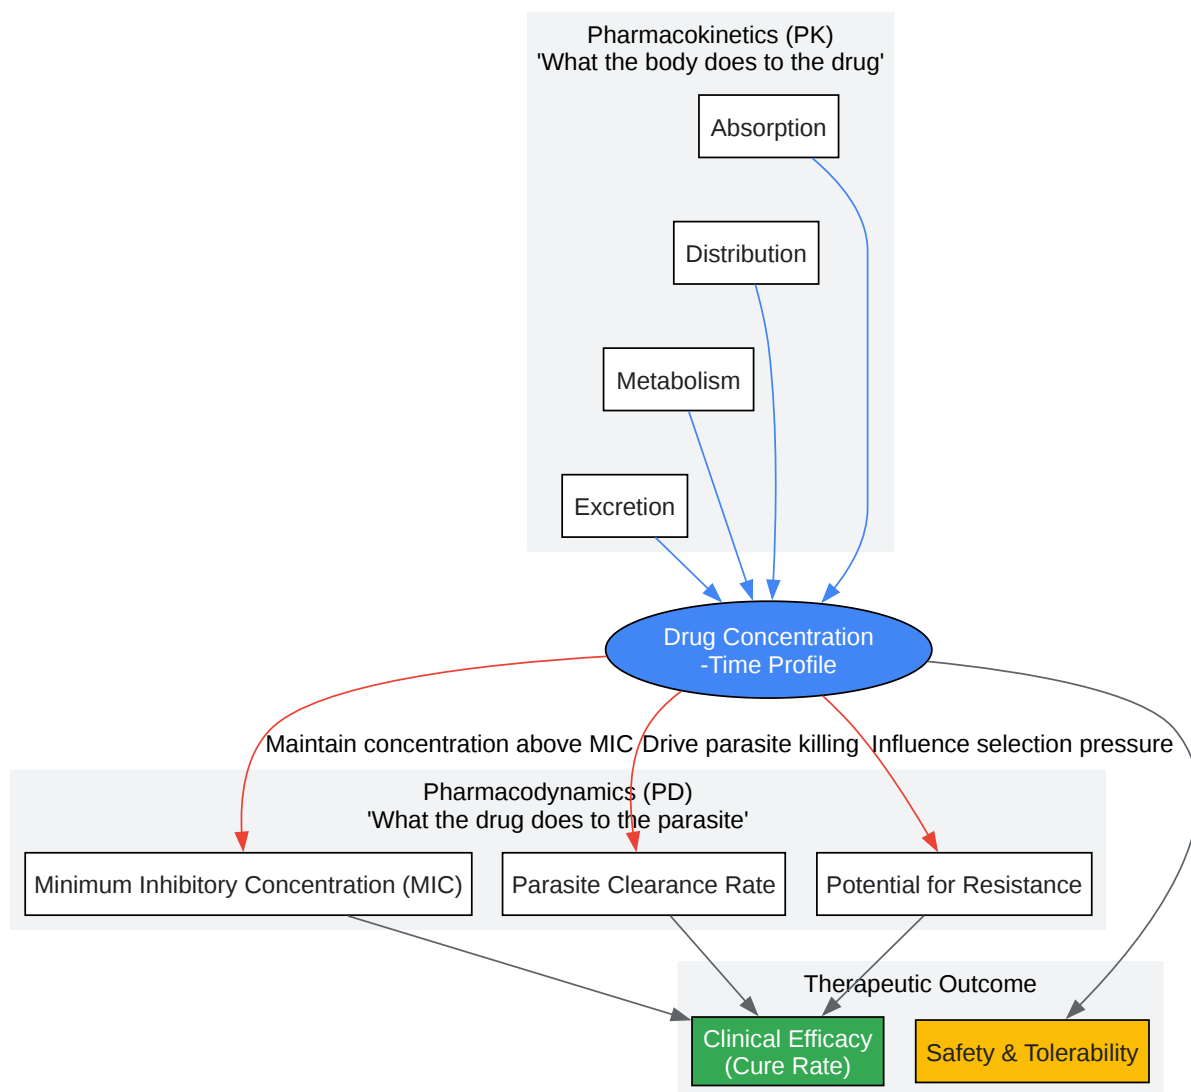 Pharmacokinetics (PK)
'What the body does to the drug'
Absorption
Distribution
Metabolism
Excretion
Drug Concentration
-Time Profile
Maintain concentration above MIC
Drive parasite killing
Influence selection pressure
Pharmacodynamics (PD)
'What the drug does to the parasite'
Minimum Inhibitory Concentration (MIC)
Parasite Clearance Rate
Potential for Resistance
Therapeutic Outcome
Clinical Efficacy
(Cure Rate)
Safety & Tolerability